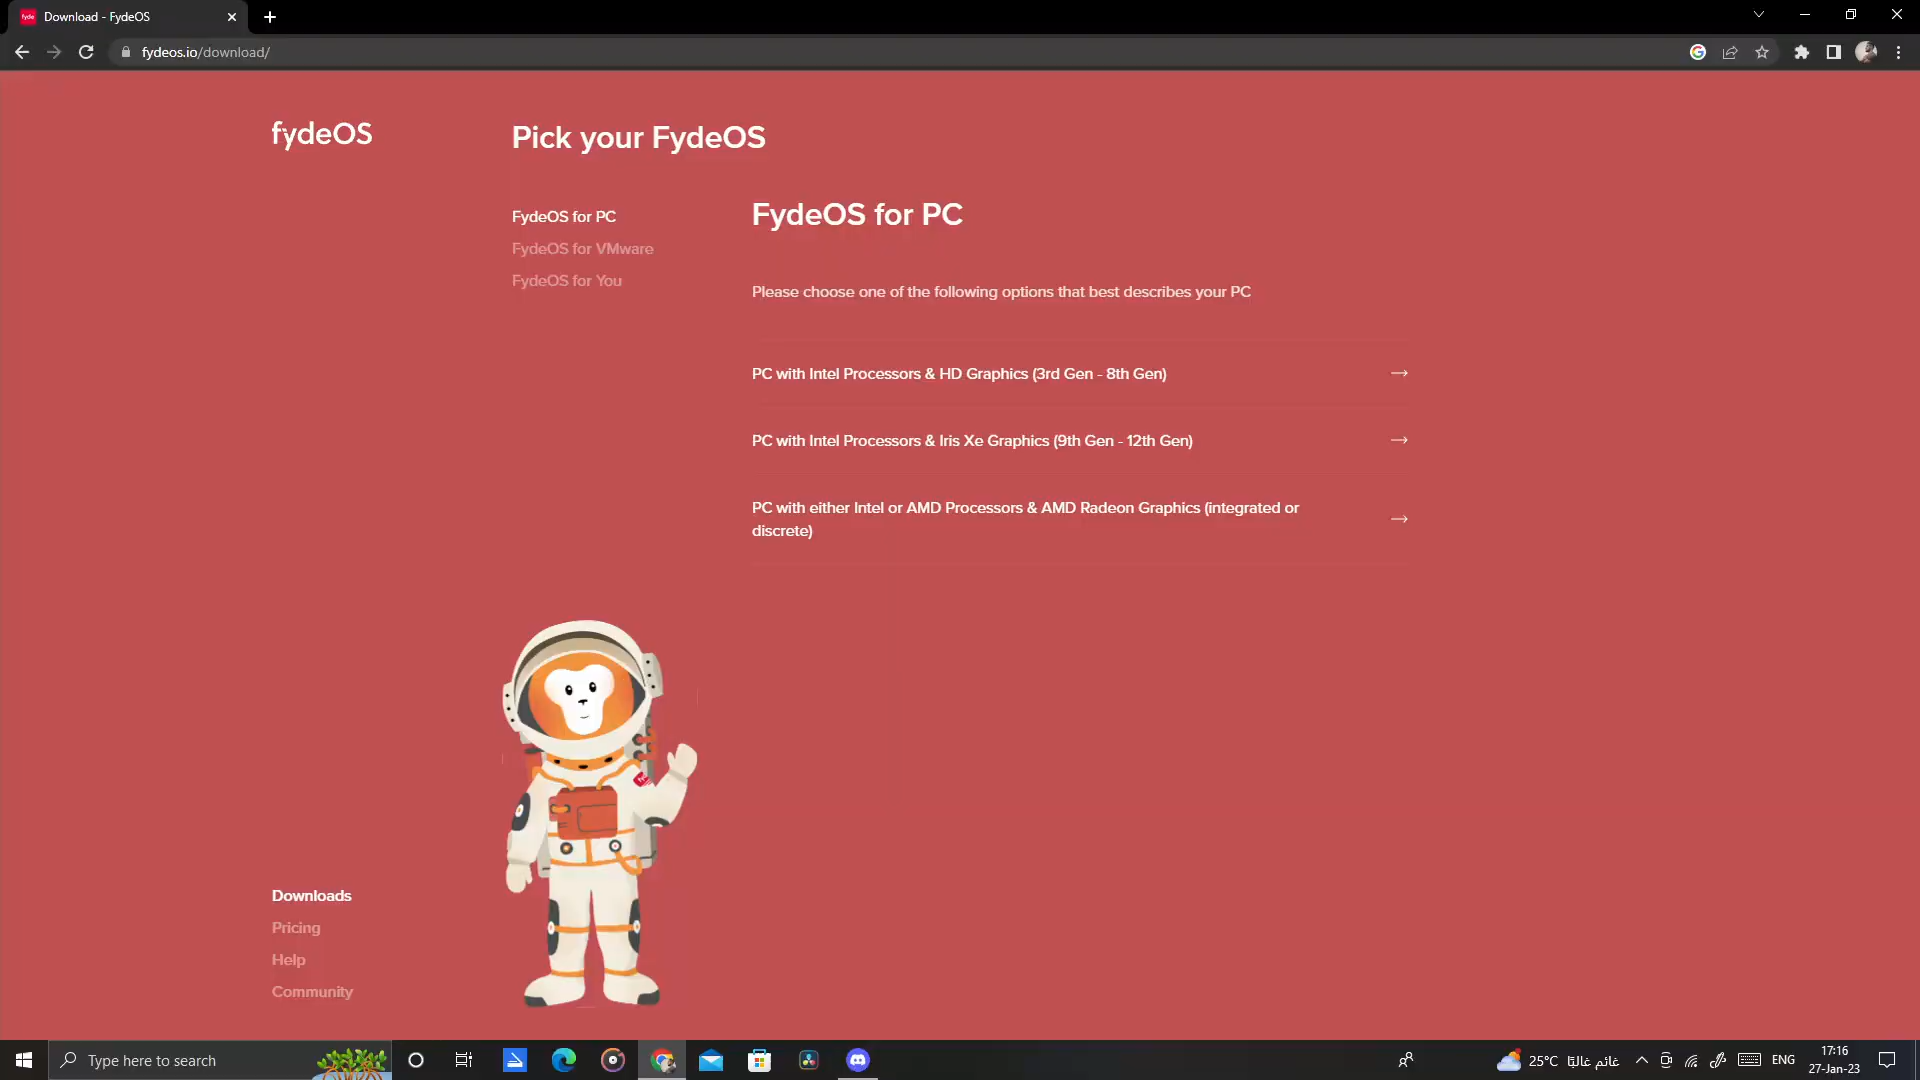 fyde
Download - FydeOS
fydeos.io/download/
fydeOS
Pick your FydeOS
FydeOS for PC
FydeOS for VMware
FydeOS for You
FydeOS for PC
Please choose one of the following options that best describes your PC
PC with Intel Processors & HD Graphics (3rd Gen - 8th Gen)
PC with Intel Processors & Iris Xe Graphics (9th Gen - 12th Gen)
PC with either Intel or AMD Processors & AMD Radeon Graphics (integrated or
discrete)
Downloads
Pricing
Help
Community
Type here to search
25°C غائم غالبًا
ENG
17:16
27-Jan-23